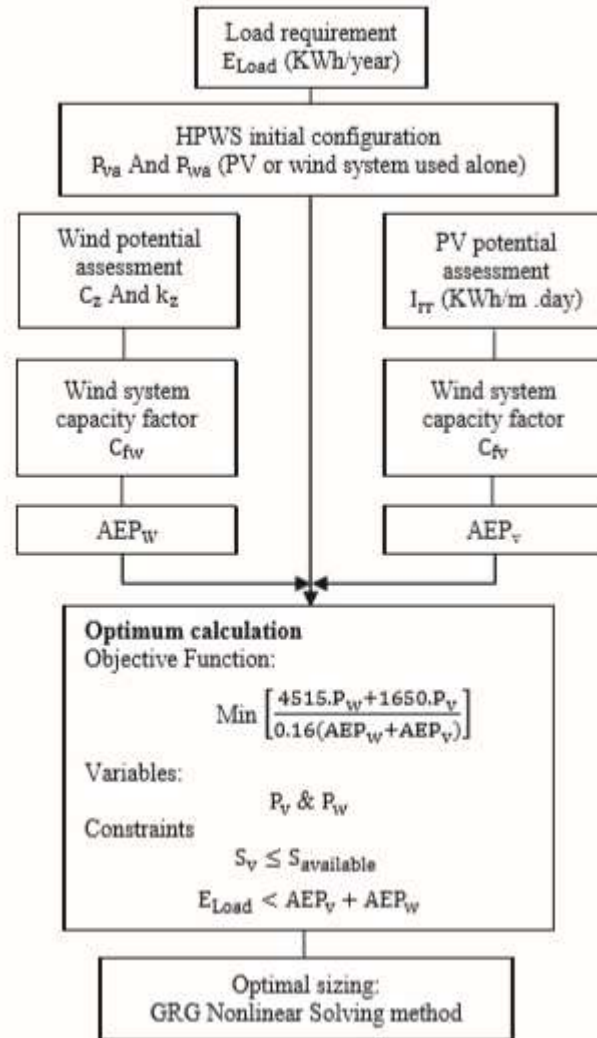 Load requirement
E_Load (KWh/year)
HPWS initial configuration
P_va And P_wa (PV or wind system used alone)
Wind potential
assessment
C_z And k_z
PV potential
assessment
I_rr (KWh/m .day)
Wind system
capacity factor
C_fw
Wind system
capacity factor
C_fv
AEP_W
AEP_v
Optimum calculation
Objective Function:
Min [ (4515.P_w+1650.P_v) / (0.16(AEP_w+AEP_v)) ]
Variables:
P_v & P_w
Constraints
S_v ≤ S_available
E_Load < AEP_v + AEP_w
Optimal sizing:
GRG Nonlinear Solving method